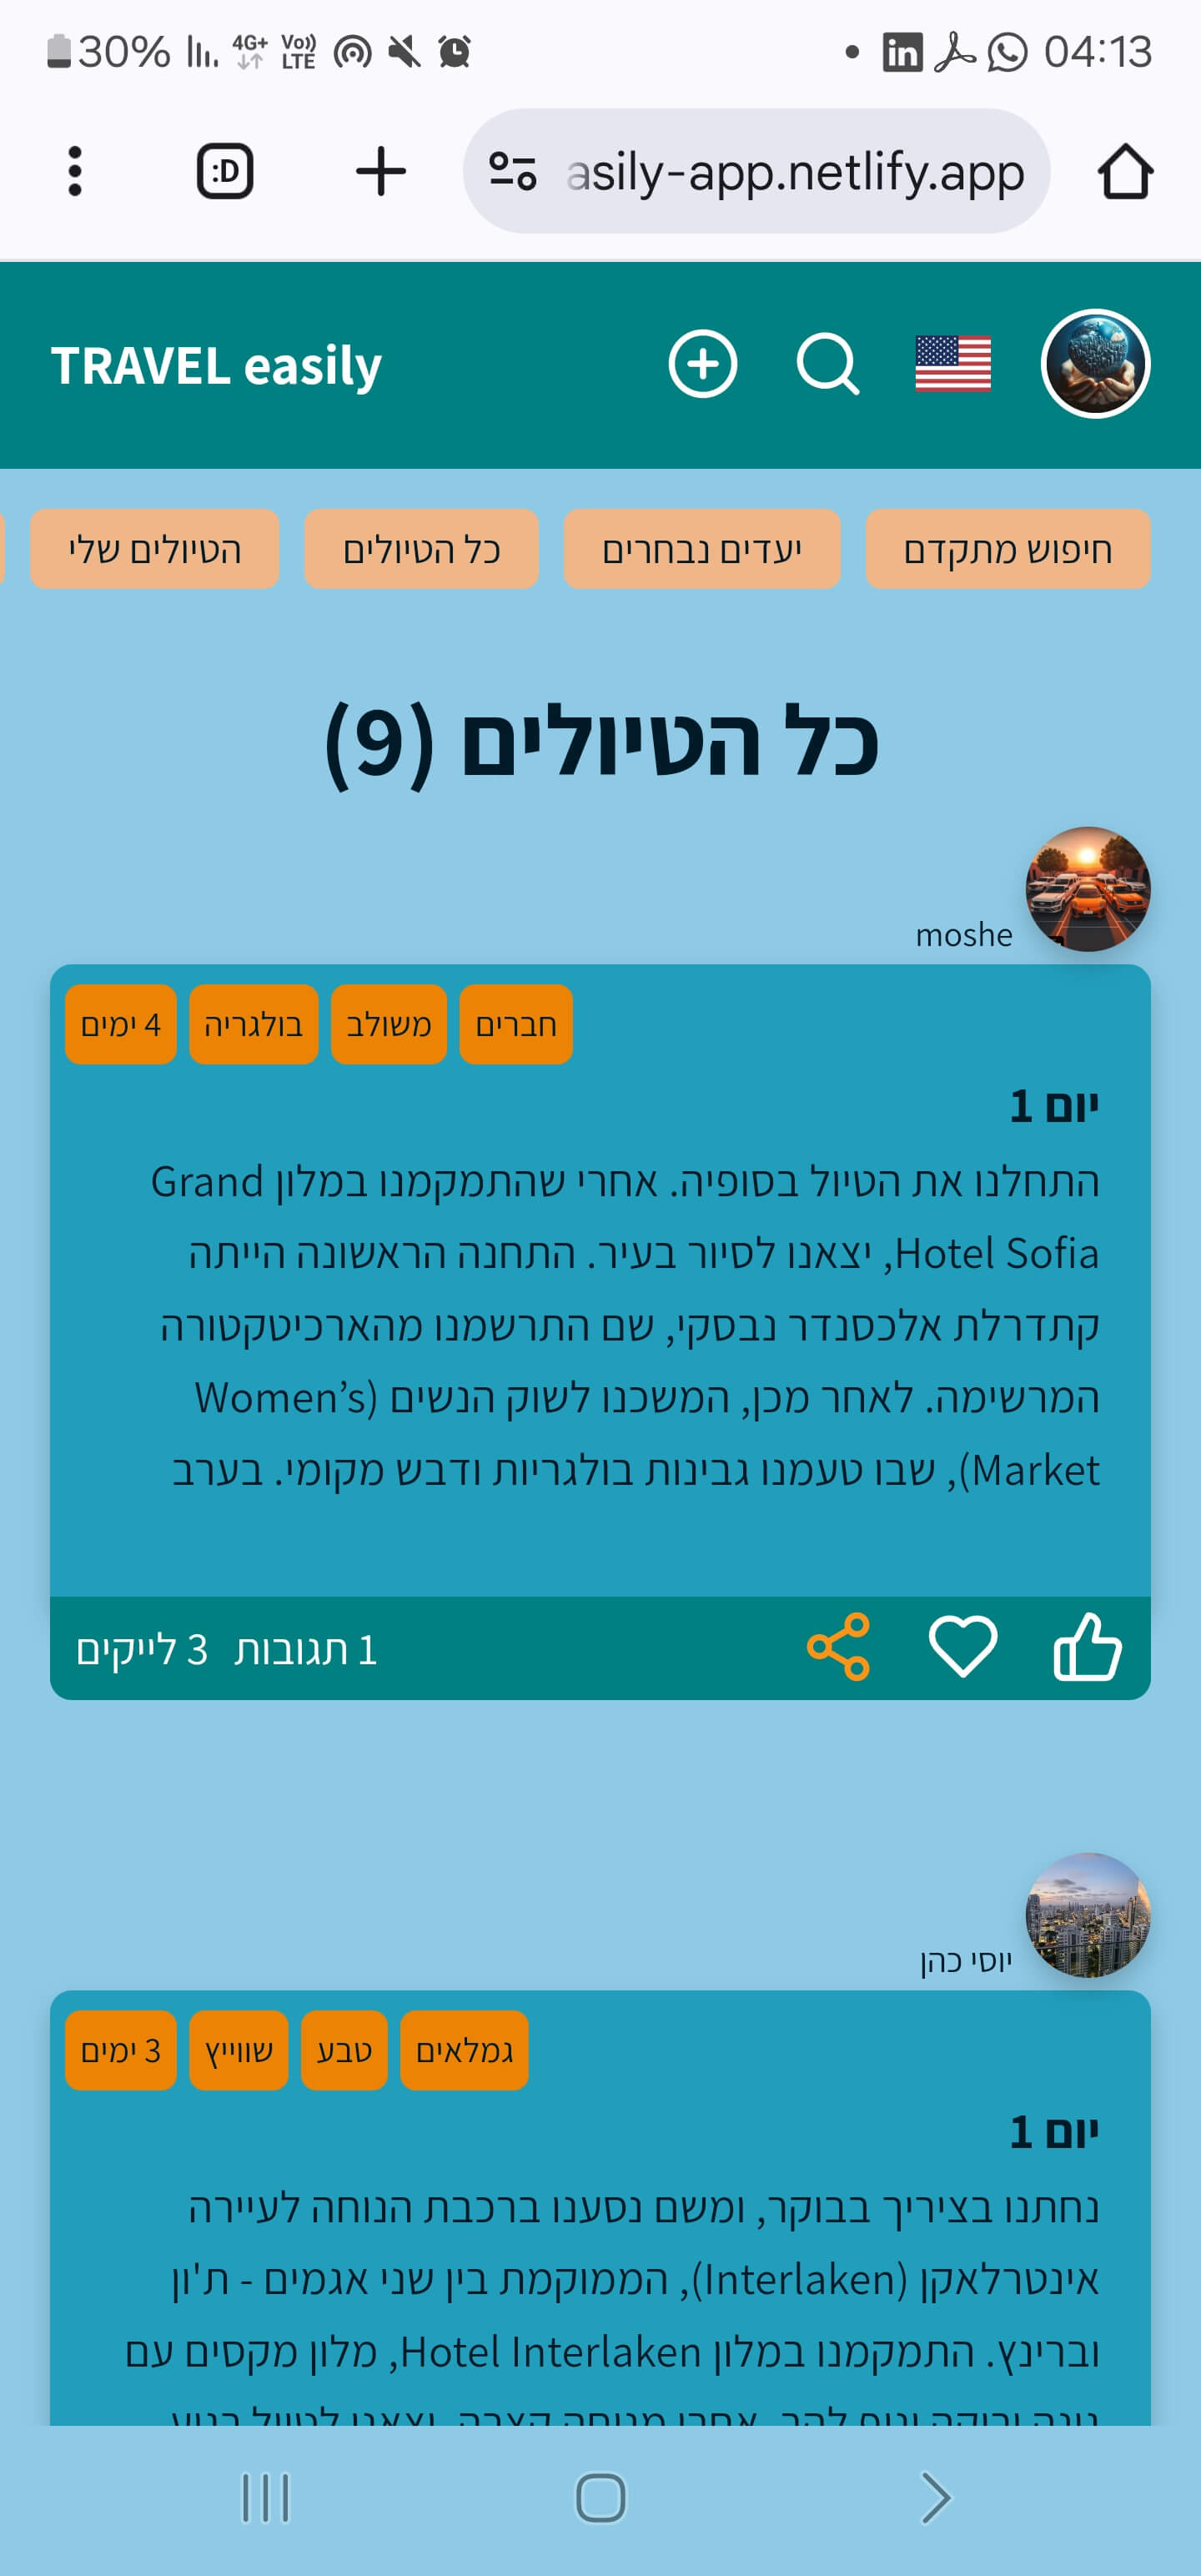 30% 4G+ Vo)) LTE 04:13
:D asily-app.netlify.app
TRAVEL easily
חיפוש מתקדם
יעדים נבחרים
כל הטיולים
הטיולים שלי
כל הטיולים (9)
moshe
חברים
משולב
בולגריה
4 ימים
יום 1
התחלנו את הטיול בסופיה. אחרי שהתמקמנו במלון Grand
Hotel Sofia, יצאנו לסיור בעיר. התחנה הראשונה הייתה
קתדרלת אלכסנדר נבסקי, שם התרשמנו מהארכיטקטורה
המרשימה. לאחר מכן, המשכנו לשוק הנשים (Women’s
Market), שבו טעמנו גבינות בולגריות ודבש מקומי. בערב
1 תגובות
3 לייקים
יוסי כהן
גמלאים
טבע
שווייץ
3 ימים
יום 1
נחתנו בציריך בבוקר, ומשם נסענו ברכבת הנוחה לעיירה
אינטרלאקן (Interlaken), הממוקמת בין שני אגמים - ת'ון
וברינץ. התמקמנו במלון Hotel Interlaken, מלון מקסים עם